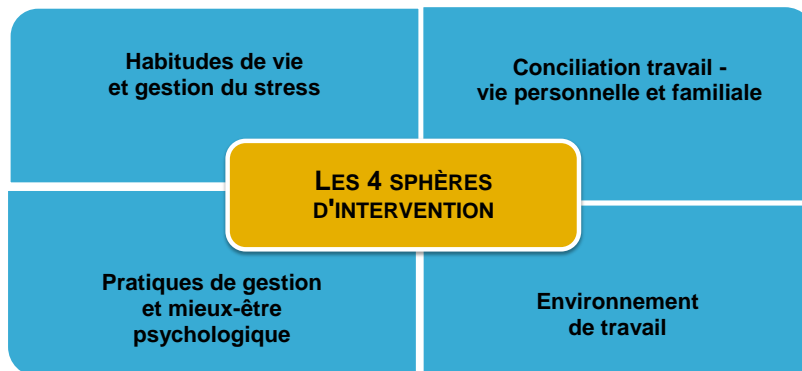 Habitudes de vie
et gestion du stress
Conciliation travail -
vie personnelle et familiale
LES 4 SPHÈRES
D'INTERVENTION
Pratiques de gestion
et mieux-être
psychologique
Environnement
de travail